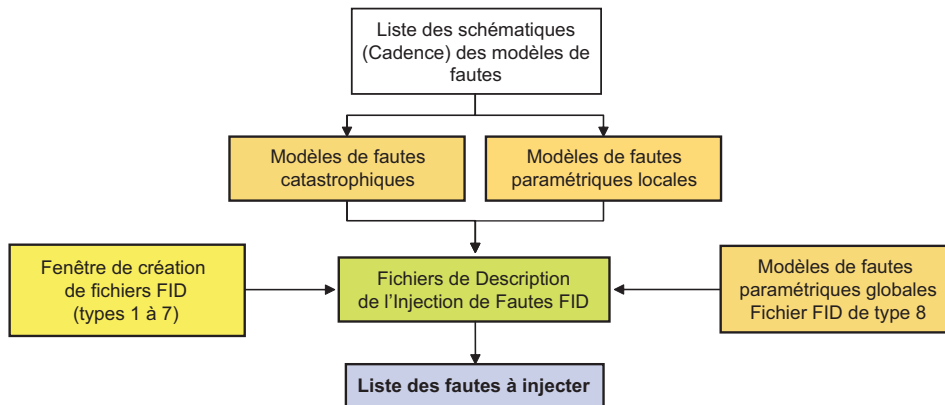 Liste des schématiques
(Cadence) des modèles de
fautes
Modèles de fautes
catastrophiques
Modèles de fautes
paramétriques locales
Fenêtre de création
de fichiers FID
(types 1 à 7)
Fichiers de Description
de l'Injection de Fautes FID
Modèles de fautes
paramétriques globales
Fichier FID de type 8
Liste des fautes à injecter